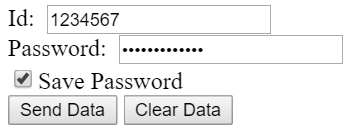 Id: 1234567
Password: •••••••••••••
Save Password
Send Data Clear Data